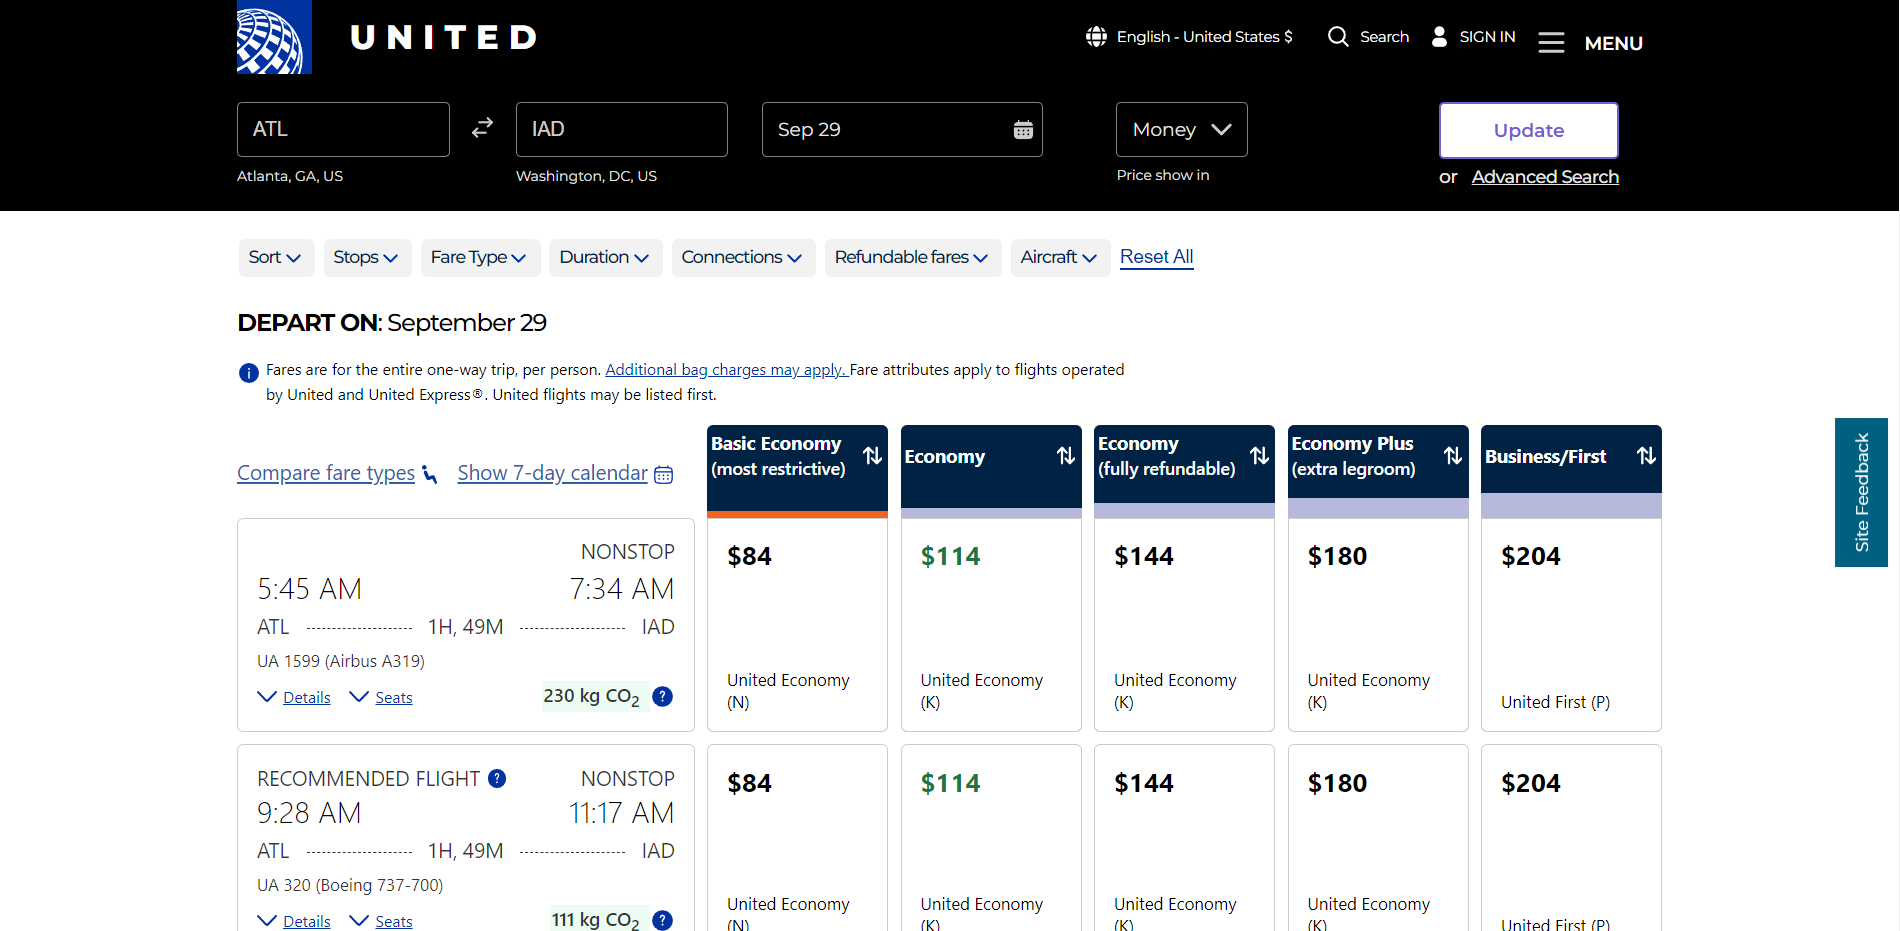 UNITED
English - United States $
Search
SIGN IN
MENU
ATL
IAD
Sep 29
Money
Update
Atlanta, GA, US
Washington, DC, US
Price show in
or Advanced Search
Sort
Stops
Fare Type
Duration
Connections
Refundable fares
Aircraft
Reset All
DEPART ON: September 29
Fares are for the entire one-way trip, per person. Additional bag charges may apply. Fare attributes apply to flights operated
by United and United Express®. United flights may be listed first.
Compare fare types
Show 7-day calendar
Basic Economy
(most restrictive)
Economy
Economy
(fully refundable)
Economy Plus
(extra legroom)
Business/First
NONSTOP
5:45 AM
7:34 AM
ATL
1H, 49M
IAD
UA 1599 (Airbus A319)
Details
Seats
230 kg CO2
$84
United Economy
(N)
$114
United Economy
(K)
$144
United Economy
(K)
$180
United Economy
(K)
$204
United First (P)
RECOMMENDED FLIGHT
NONSTOP
9:28 AM
11:17 AM
ATL
1H, 49M
IAD
UA 320 (Boeing 737-700)
Details
Seats
111 kg CO2
$84
United Economy
(N)
$114
United Economy
(K)
$144
United Economy
(K)
$180
United Economy
(K)
$204
United First (P)
Site Feedback